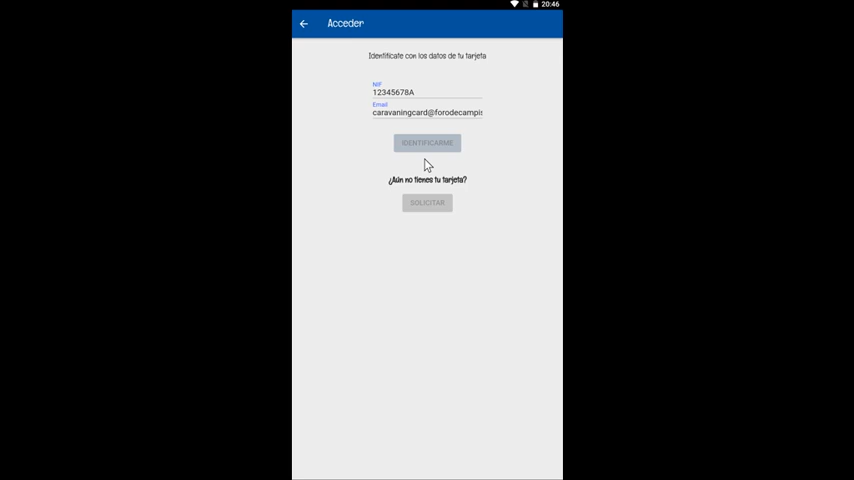 20:46
Acceder
Identifícate con los datos de tu tarjeta
NIF
12345678A
Email
caravaningcard@forodecampis
IDENTIFICARME
¿Aún no tienes tu tarjeta?
SOLICITAR